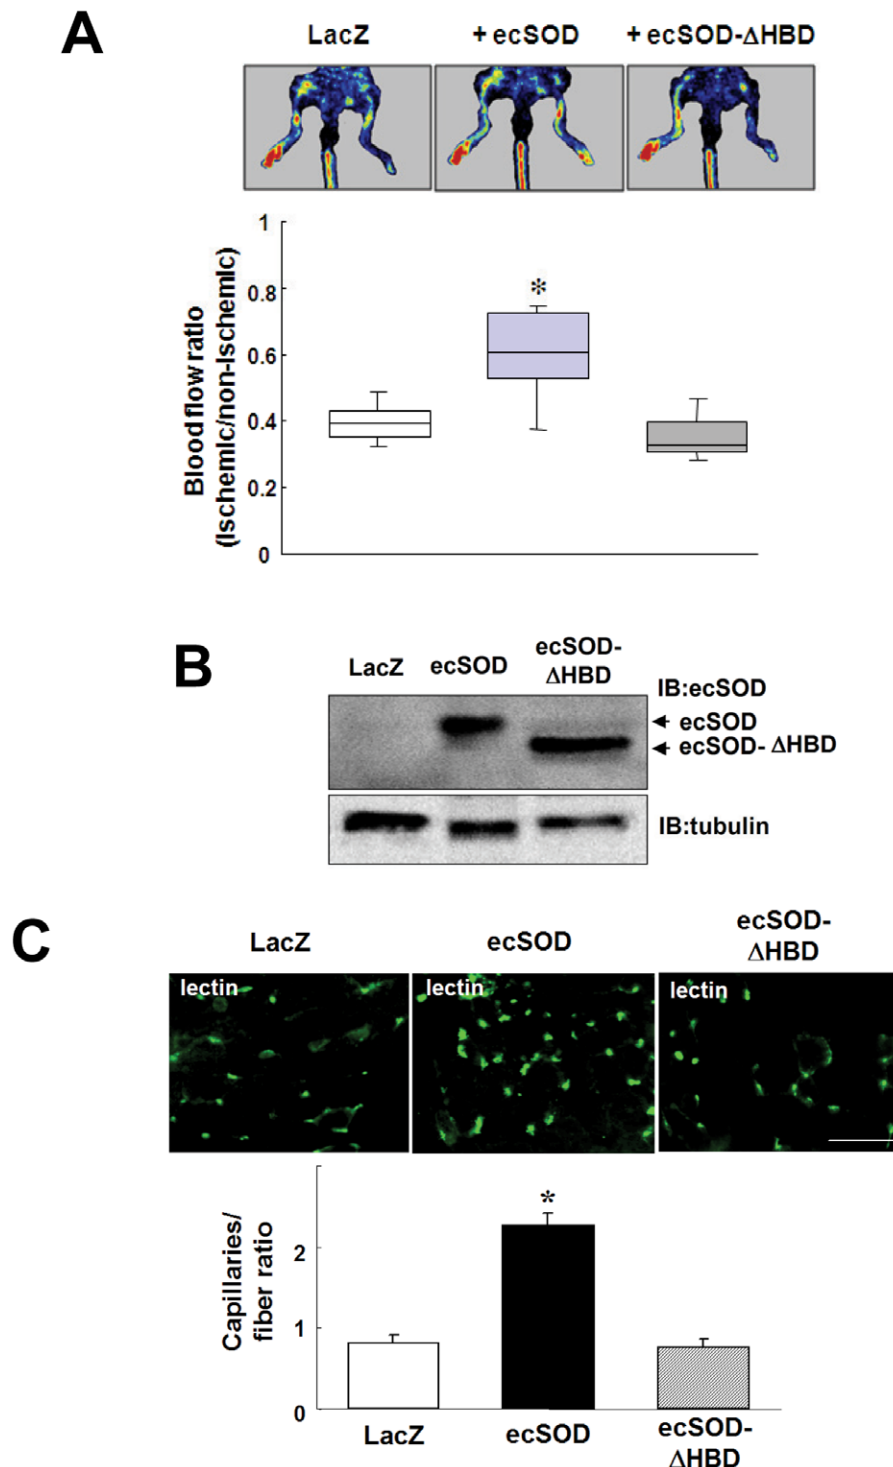 A
LacZ
+ ecSOD
+ ecSOD-ΔHBD
1
0.8
0.6
0.4
0.2
0
Blood flow ratio
(Ischemic/non-Ischemic)
*
B
LacZ
ecSOD
ecSOD-
ΔHBD
IB:ecSOD
ecSOD
ecSOD- ΔHBD
IB:tubulin
C
LacZ
ecSOD
ecSOD-
ΔHBD
lectin
lectin
lectin
Capillaries/
fiber ratio
2
1
0
*
LacZ
ecSOD
ecSOD-
ΔHBD